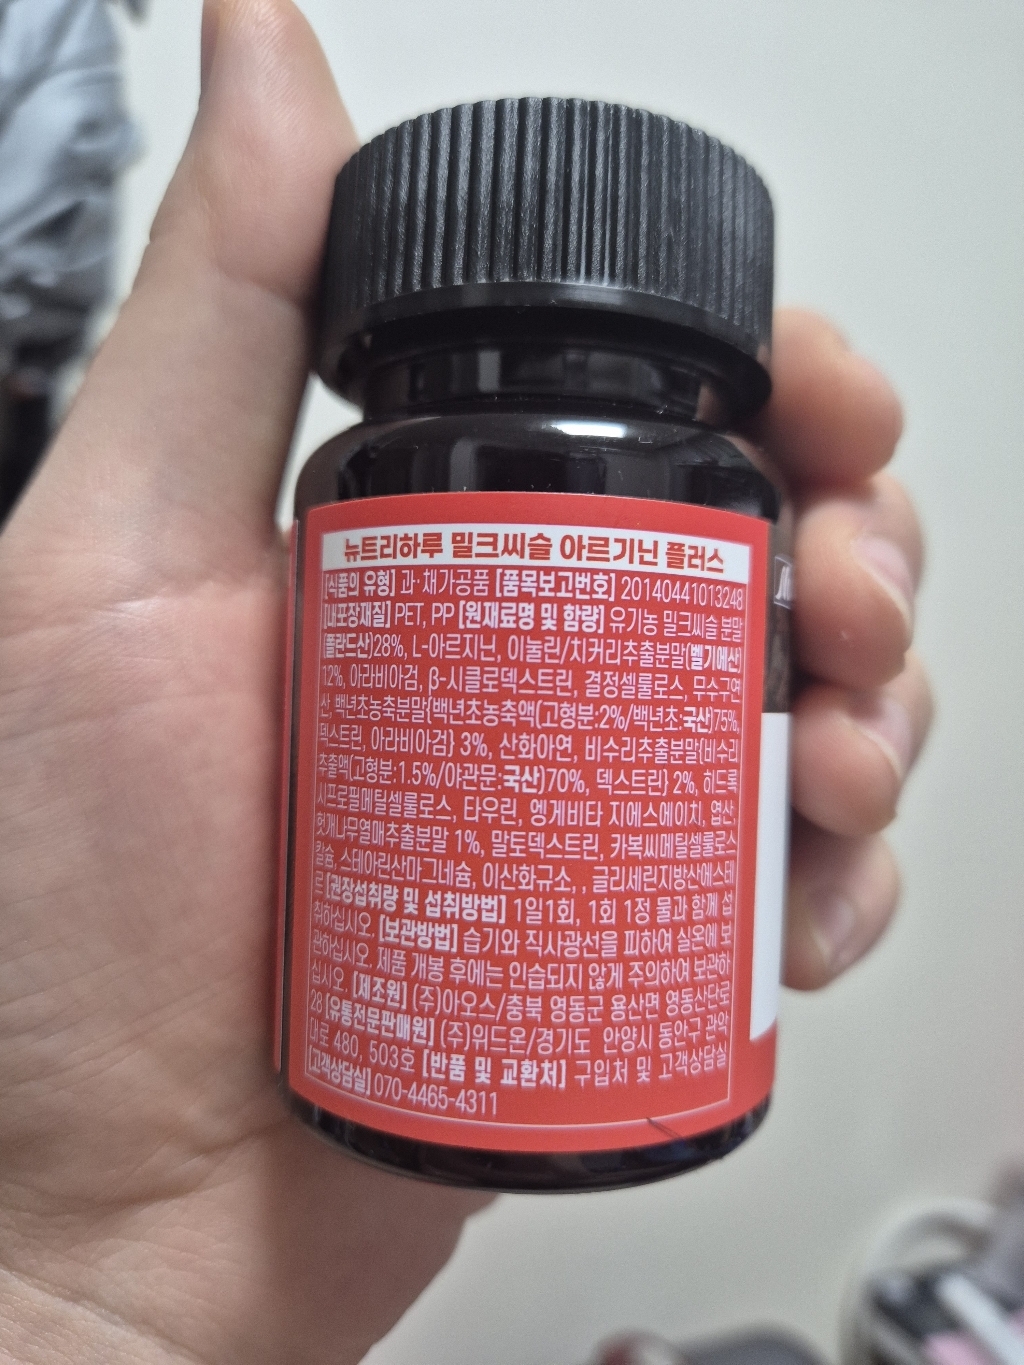 뉴트리하루 밀크씨슬 아르기닌 플러스
[식품의 유형] 과·채가공품 [품목보고번호] 20140441013248
[내포장재질] PET, PP [원재료명 및 함량] 유기농 밀크씨슬 분말
(폴란드산)28%, L-아르지닌, 이눌린/치커리추출분말(벨기에산)
12%, 아라비아검, β-시클로덱스트린, 결정셀룰로스, 무수구연
산, 백년초농축분말{백년초농축액(고형분:2%/백년초:국산)75%,
덱스트린, 아라비아검} 3%, 산화아연, 비수리추출분말{비수리
추출액(고형분:1.5%/야관문:국산)70%, 덱스트린} 2%, 히드록
시프로필메틸셀룰로스, 타우린, 엥게비타 지에스에이치, 엽산,
헛개나무열매추출분말 1%, 말토덱스트린, 카복씨메틸셀룰로스
칼슘, 스테아린산마그네슘, 이산화규소, , 글리세린지방산에스테
르 [권장섭취량 및 섭취방법] 1일1회, 1회 1정 물과 함께 섭
취하십시오. [보관방법] 습기와 직사광선을 피하여 실온에 보
관하십시오. 제품 개봉 후에는 인습되지 않게 주의하여 보관하
십시오. [제조원] (주)아오스/충북 영동군 용산면 영동산단로
28 [유통전문판매원] (주)위드온/경기도 안양시 동안구 관악
대로 480, 503호 [반품 및 교환처] 구입처 및 고객상담실
[고객상담실] 070-4465-4311